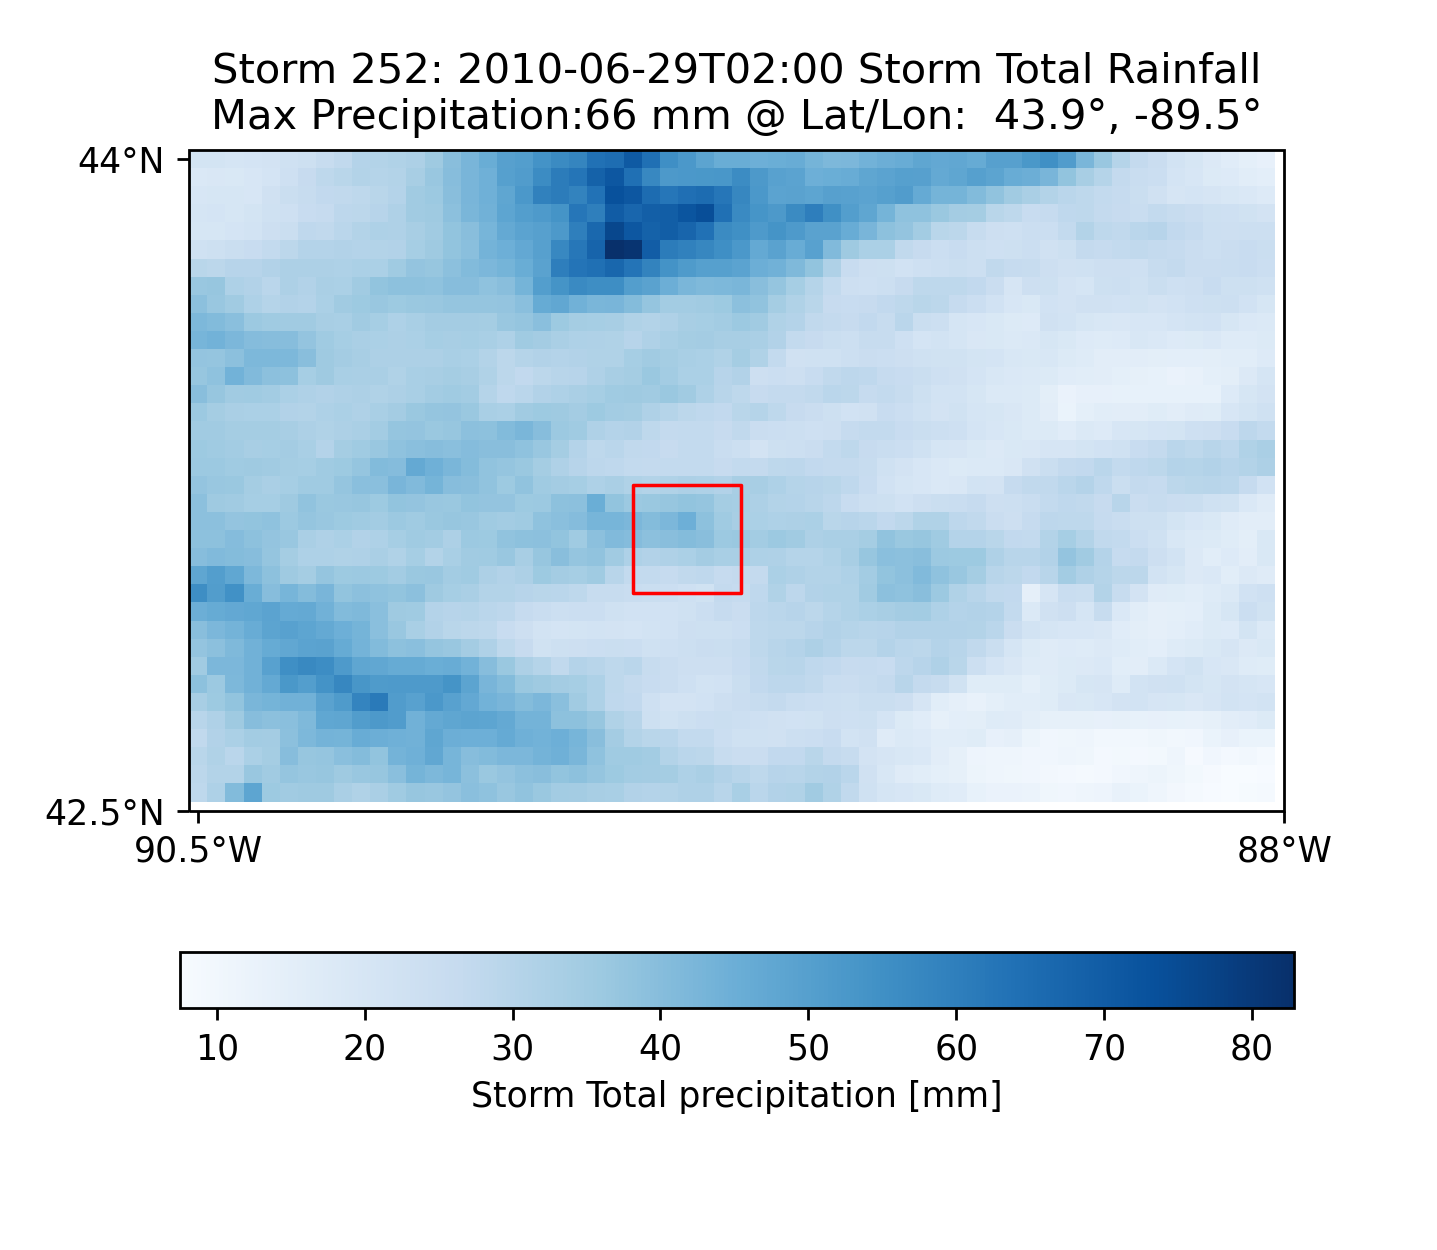 Storm 252: 2010-06-29T02:00 Storm Total Rainfall
Max Precipitation:66 mm @ Lat/Lon:  43.9°, -89.5°
44°N
42.5°N
90.5°W 88°W
10 20 30 40 50 60 70 80
Storm Total precipitation [mm]